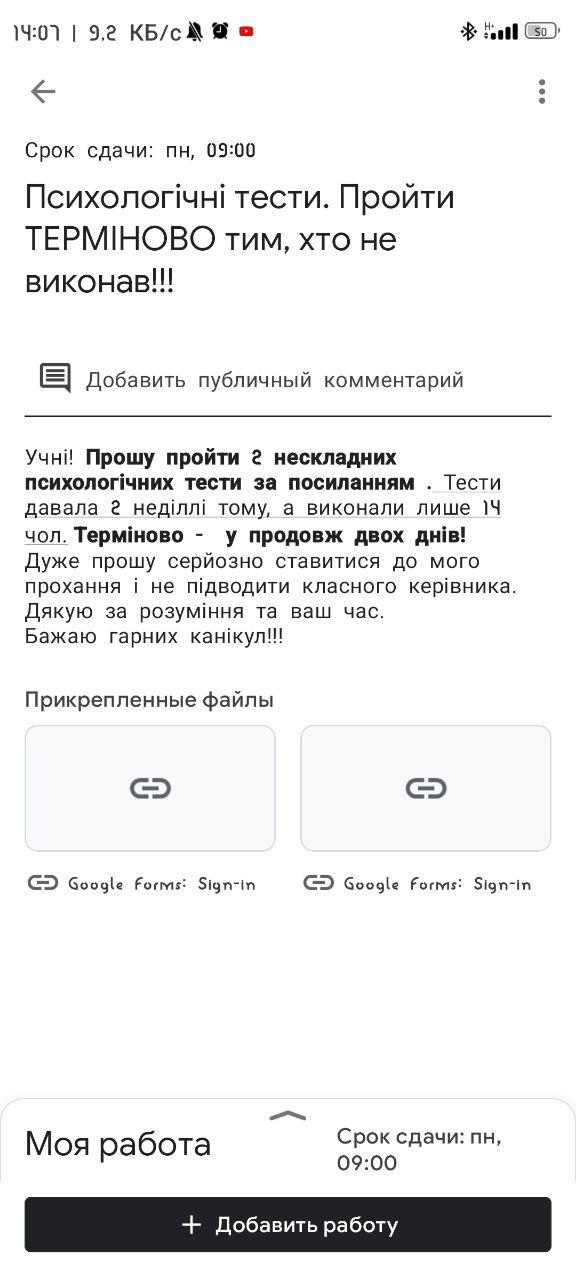 14:07 | 9.2 КБ/с
50
Срок сдачи: пн, 09:00
Психологічні тести. Пройти
ТЕРМІНОВО тим, хто не
виконав!!!
Добавить публичный комментарий
Учні! Прошу пройти 2 нескладних
психологічних тести за посиланням . Тести
давала 2 неділлі тому, а виконали лише 14
чол. Терміново - у продовж двох днів!
Дуже прошу серйозно ставитися до мого
прохання і не підводити класного керівника.
Дякую за розуміння та ваш час.
Бажаю гарних канікул!!!
Прикрепленные файлы
Google Forms: Sign-in
Google Forms: Sign-in
Моя работа
Срок сдачи: пн,
09:00
+ Добавить работу